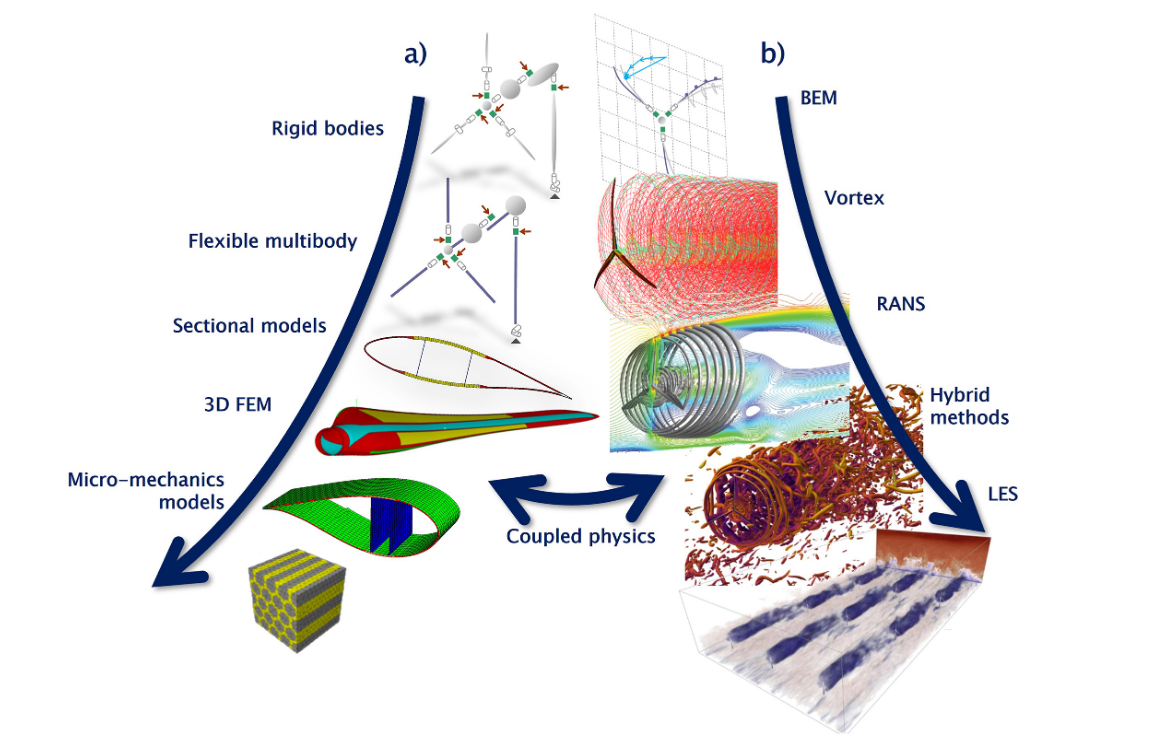 a)
Rigid bodies
Flexible multibody
Sectional models
3D FEM
Micro-mechanics
models
b)
BEM
Vortex
RANS
Hybrid
methods
LES
Coupled physics